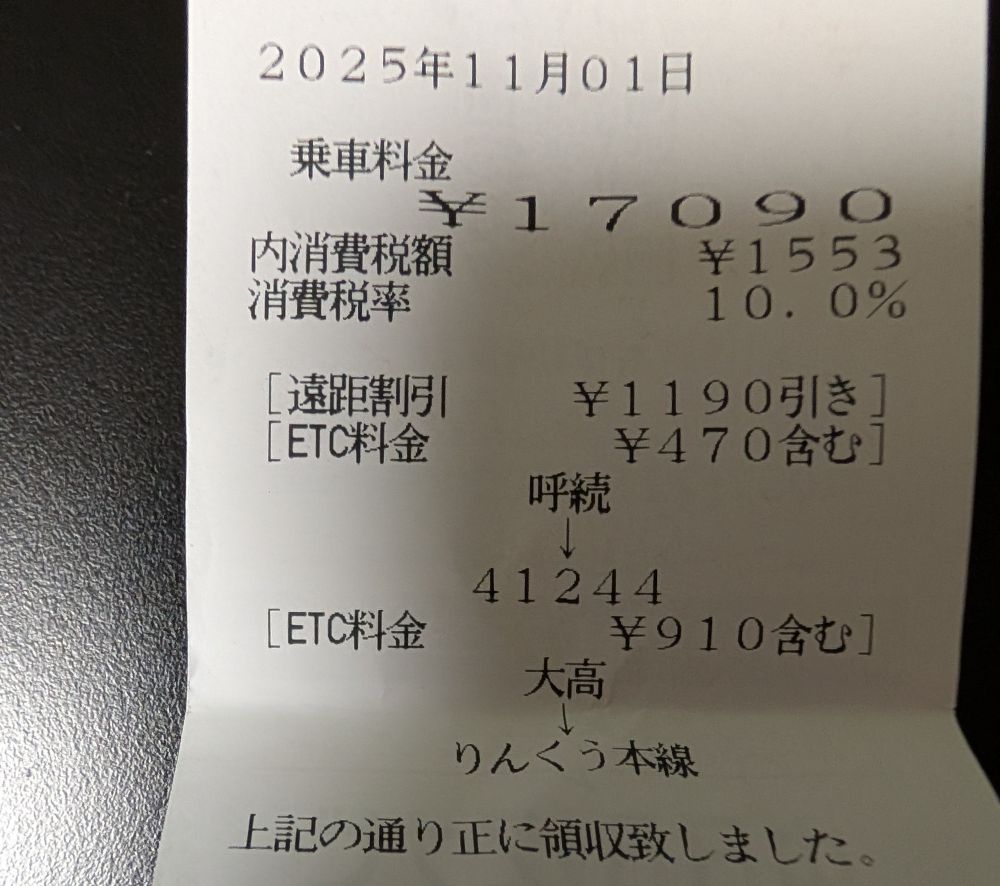 2025年11月01日
乗車料金
¥17090
内消費税額 ¥1553
消費税率 10.0%
[遠距割引 ¥1190引き]
[ETC料金 ¥470含む]
呼続
↓
41244
[ETC料金 ¥910含む]
大高
↓
りんくう本線
上記の通り正に領収致しました。